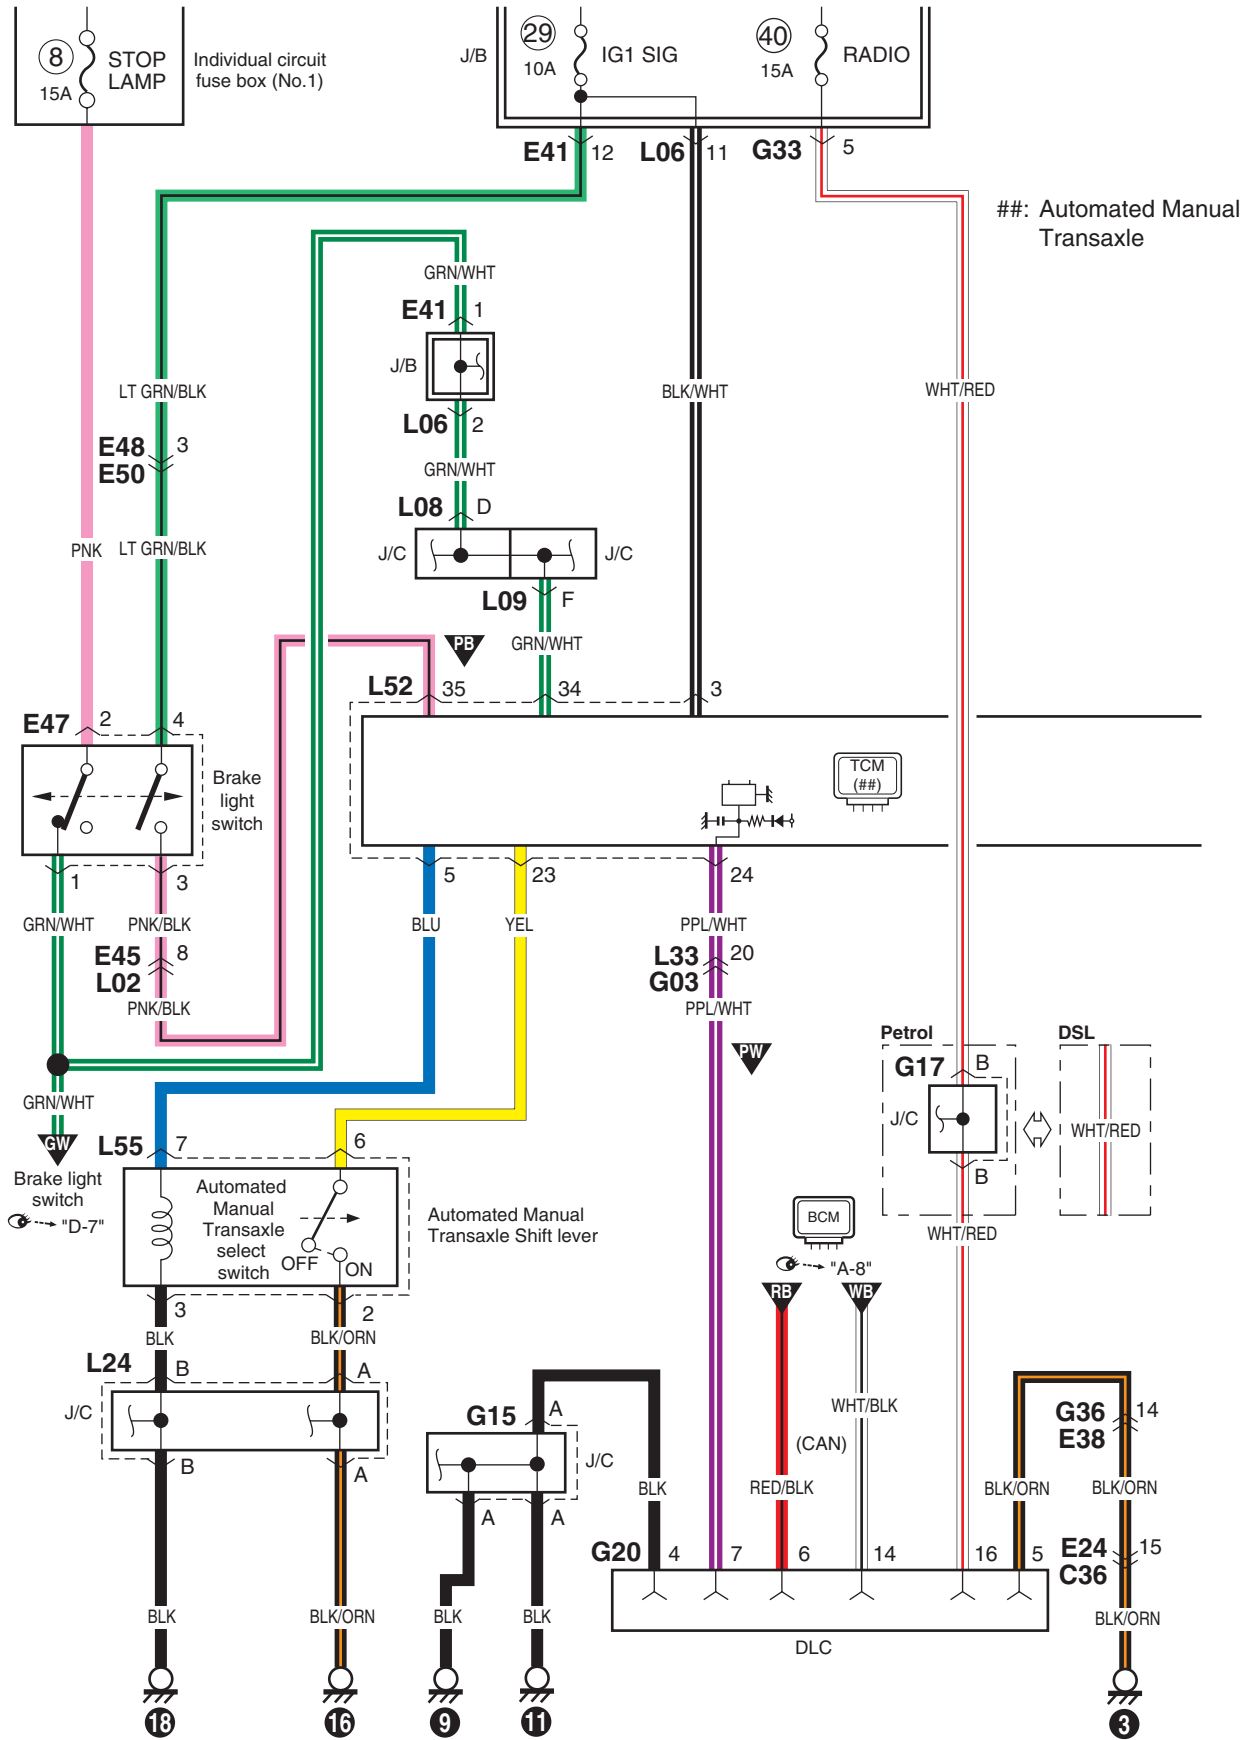 8
STOP
LAMP
15A
Individual circuit
fuse box (No.1)
J/B
29
10A
IG1 SIG
40
15A
RADIO
E41 12
L06 11
G33 5
##: Automated Manual
Transaxle
GRN/WHT
E41 1
J/B
L06 2
LT GRN/BLK
BLK/WHT
WHT/RED
E48 3
E50
GRN/WHT
L08 D
PNK
LT GRN/BLK
J/C
J/C
L09 F
PB
GRN/WHT
L52 35
34
3
E47 2
4
Brake
light
switch
TCM
(##)
1
3
5
23
24
GRN/WHT
PNK/BLK
BLU
YEL
PPL/WHT
E45 8
L02
L33 20
G03
PNK/BLK
PPL/WHT
PW
Petrol
DSL
G17 B
J/C
WHT/RED
B
GRN/WHT
GW
Brake light
switch
"D-7"
L55 7
6
Automated
Manual
Transaxle
select
switch
OFF
ON
Automated Manual
Transaxle Shift lever
BCM
"A-8"
WHT/RED
RB
WB
3
2
BLK
BLK/ORN
L24 B
A
J/C
B
A
G15 A
J/C
A
A
WHT/BLK
(CAN)
G36 14
E38
BLK
RED/BLK
BLK/ORN
BLK/ORN
G20 4
7
6
14
16
5
E24 15
C36
DLC
BLK
BLK/ORN
BLK
BLK
BLK/ORN
18
16
9
11
3